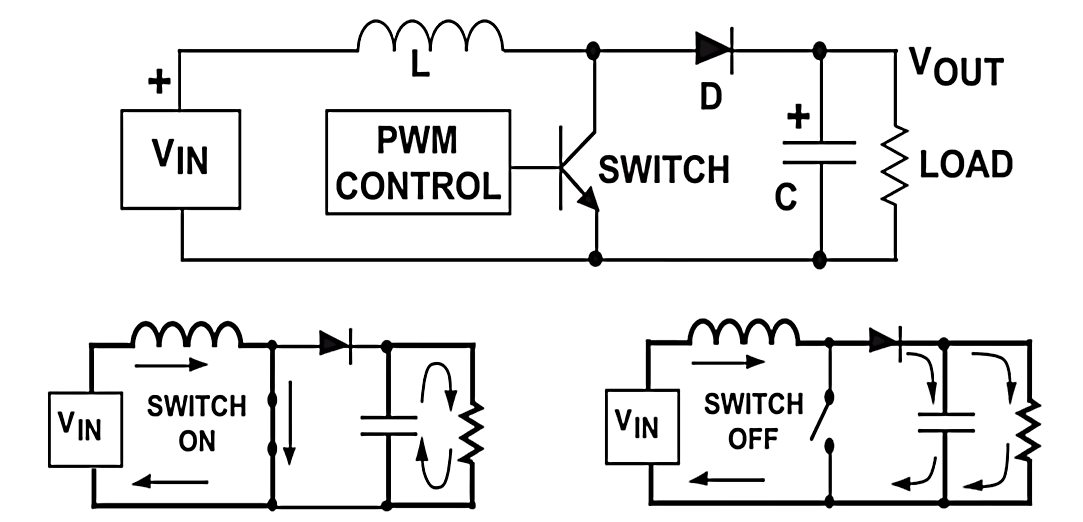 L
+
VIN
PWM
CONTROL
SWITCH
D
+
C
VOUT
LOAD
VIN
SWITCH
ON
VIN
SWITCH
OFF